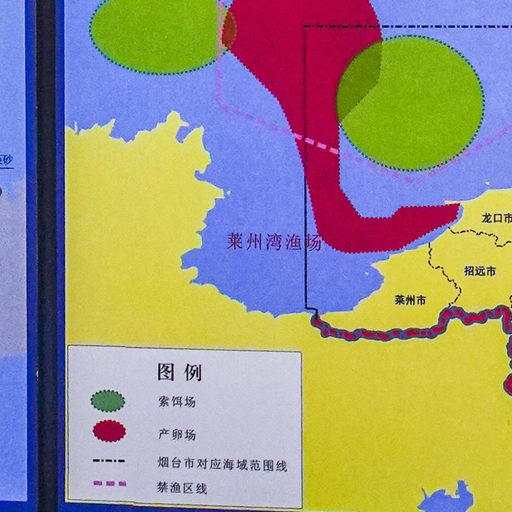 砂
龙口市
莱州湾渔场
招远市
莱州市
图例
索饵场
产卵场
烟台市对应海域范围线
禁渔区线